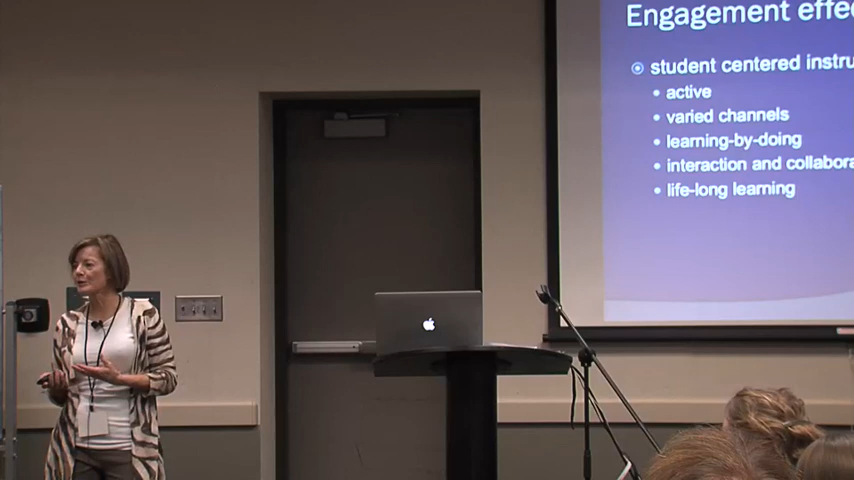 Engagement effe
student centered instru
active
varied channels
learning-by-doing
interaction and collabora
life-long learning